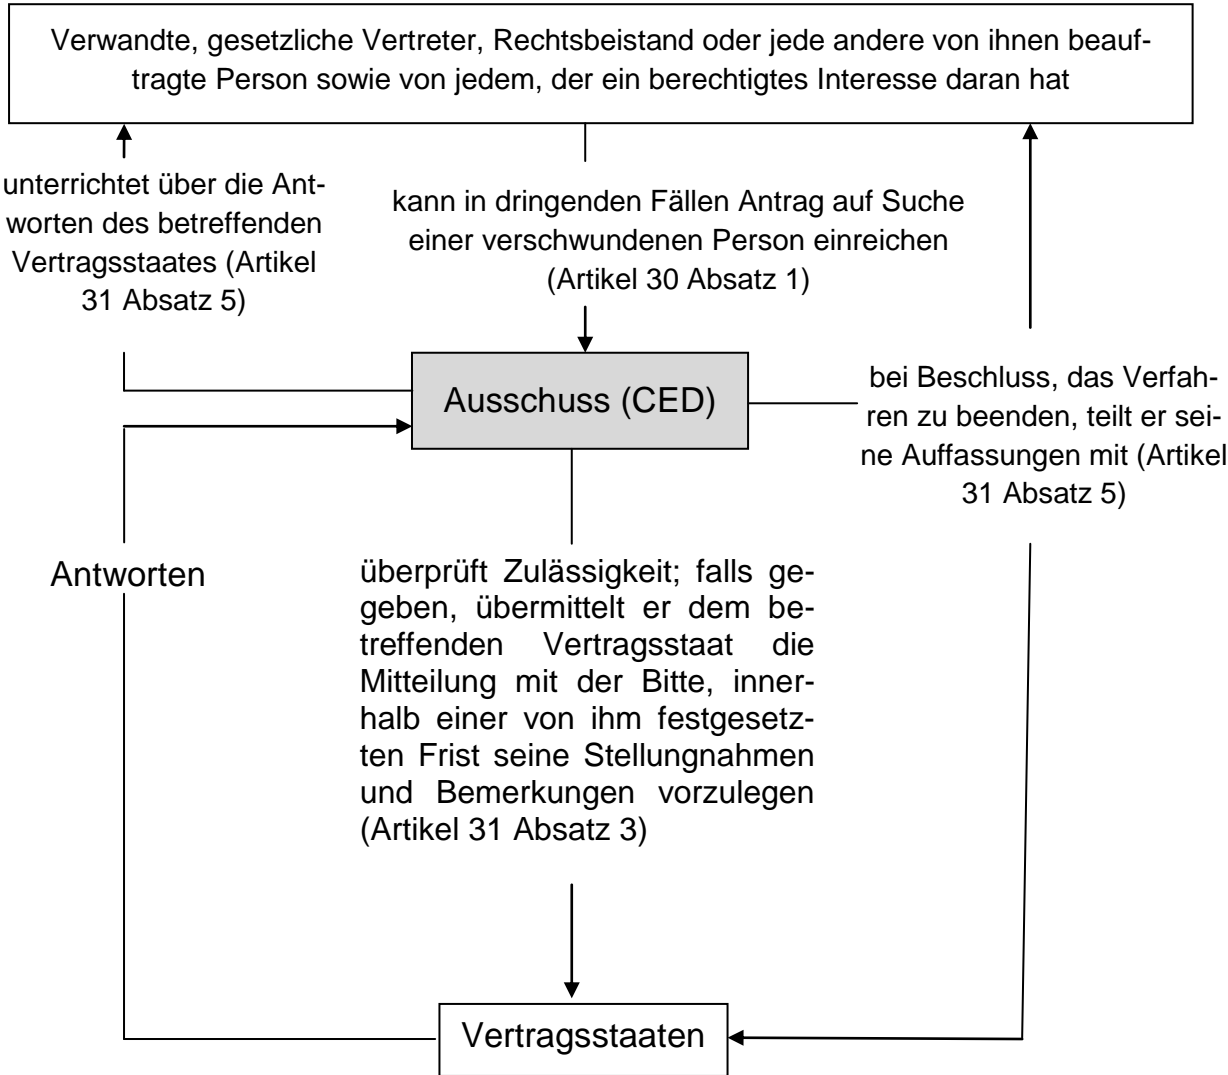 Verwandte, gesetzliche Vertreter, Rechtsbeistand oder jede andere von ihnen beauf-
tragte Person sowie von jedem, der ein berechtigtes Interesse daran hat
unterrichtet über die Ant-
worten des betreffenden
Vertragsstaates (Artikel
31 Absatz 5)
kann in dringenden Fällen Antrag auf Suche
einer verschwundenen Person einreichen
(Artikel 30 Absatz 1)
Ausschuss (CED)
bei Beschluss, das Verfah-
ren zu beenden, teilt er sei-
ne Auffassungen mit (Artikel
31 Absatz 5)
Antworten
überprüft Zulässigkeit; falls ge-
geben, übermittelt er dem be-
treffenden Vertragsstaat die
Mitteilung mit der Bitte, inner-
halb einer von ihm festgesetz-
ten Frist seine Stellungnahmen
und Bemerkungen vorzulegen
(Artikel 31 Absatz 3)
Vertragsstaaten